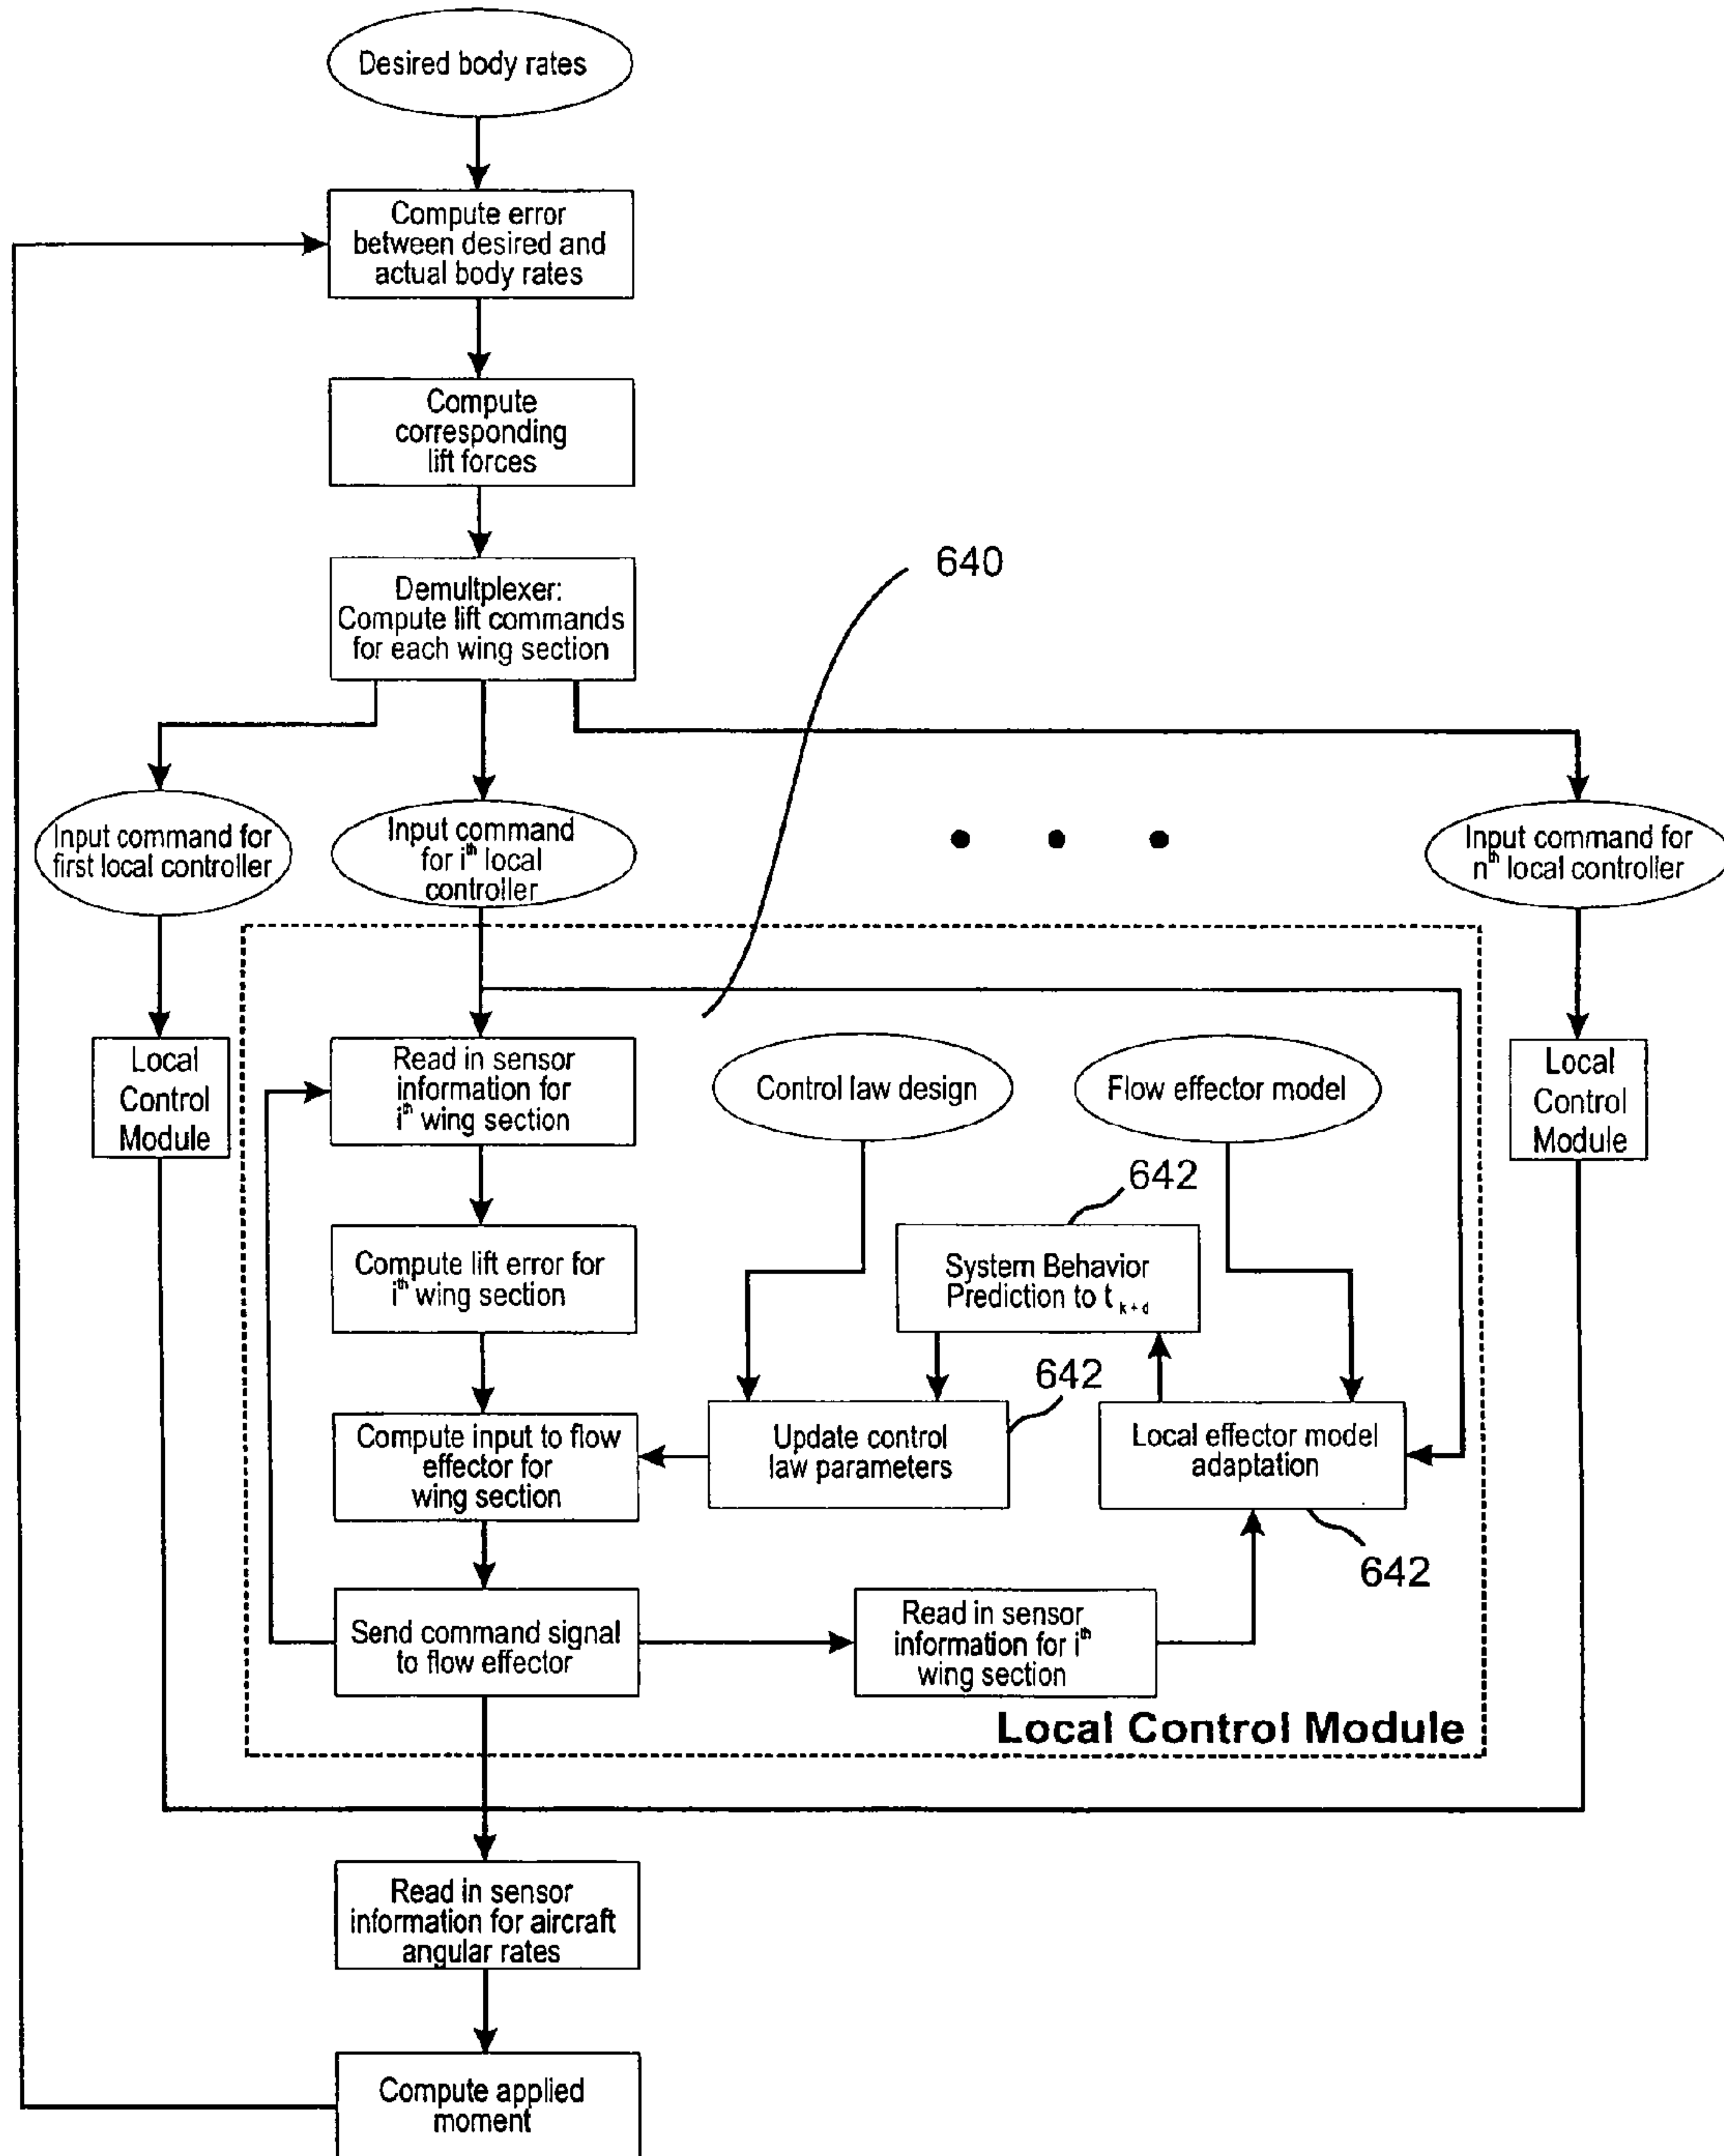 Desired body rates
Compute error
between desired and
actual body rates
Compute
corresponding
lift forces
Demultplexer:
Compute lift commands
for each wing section
640
Input command for
first local controller
Input command
for ith local
controller
Input command for
nth local controller
Local
Control
Module
Read in sensor
information for
ith wing section
Control law design
Flow effector model
Local
Control
Module
642
Compute lift error for
ith wing section
System Behavior
Prediction to t k + d
642
Compute input to flow
effector for
wing section
Update control
law parameters
Local effector model
adaptation
642
Send command signal
to flow effector
Read in sensor
information for ith
wing section
Local Control Module
Read in sensor
information for aircraft
angular rates
Compute applied
moment